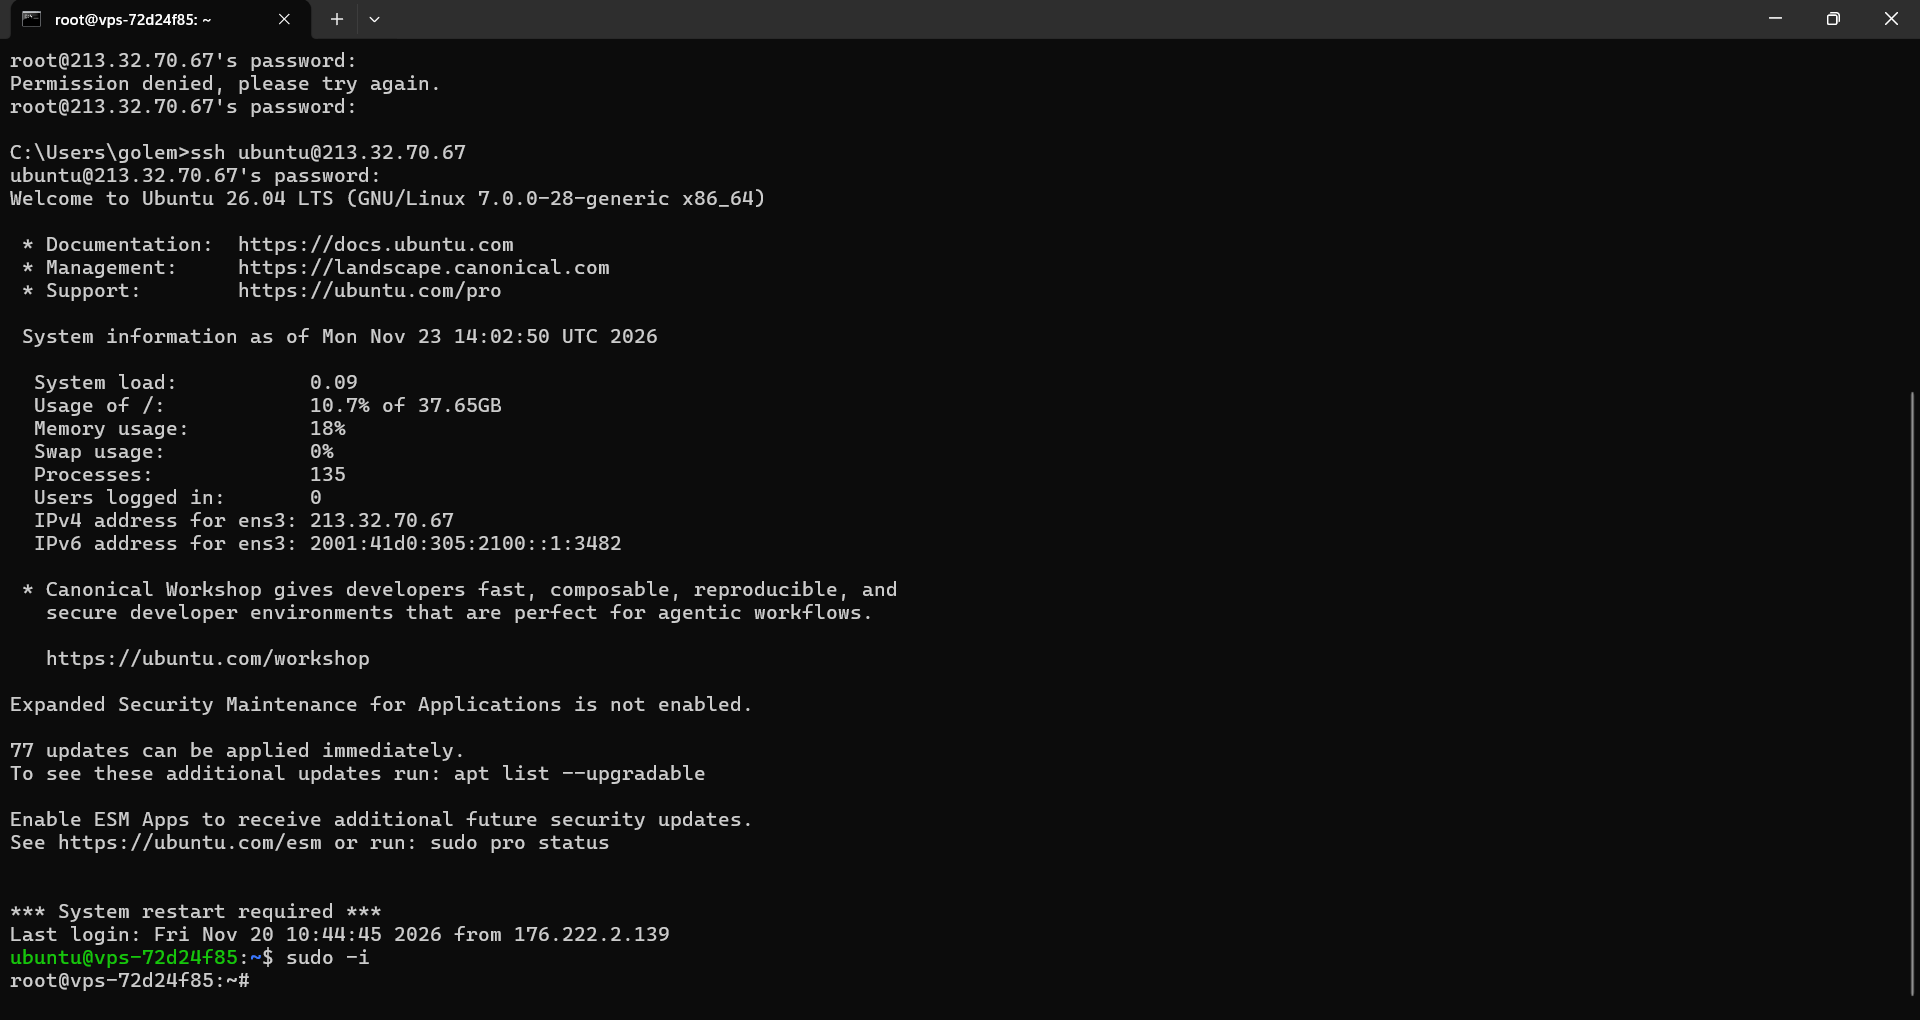 root@vps-72d24f85: ~
root@213.32.70.67's password:
Permission denied, please try again.
root@213.32.70.67's password:
C:\Users\golem>ssh ubuntu@213.32.70.67
ubuntu@213.32.70.67's password:
Welcome to Ubuntu 26.04 LTS (GNU/Linux 7.0.0-28-generic x86_64)
* Documentation:  https://docs.ubuntu.com
* Management:     https://landscape.canonical.com
* Support:        https://ubuntu.com/pro
System information as of Mon Nov 23 14:02:50 UTC 2026
System load:           0.09
Usage of /:            10.7% of 37.65GB
Memory usage:          18%
Swap usage:            0%
Processes:             135
Users logged in:       0
IPv4 address for ens3: 213.32.70.67
IPv6 address for ens3: 2001:41d0:305:2100::1:3482
* Canonical Workshop gives developers fast, composable, reproducible, and
secure developer environments that are perfect for agentic workflows.
https://ubuntu.com/workshop
Expanded Security Maintenance for Applications is not enabled.
77 updates can be applied immediately.
To see these additional updates run: apt list --upgradable
Enable ESM Apps to receive additional future security updates.
See https://ubuntu.com/esm or run: sudo pro status
*** System restart required ***
Last login: Fri Nov 20 10:44:45 2026 from 176.222.2.139
ubuntu@vps-72d24f85:~$ sudo -i
root@vps-72d24f85:~#